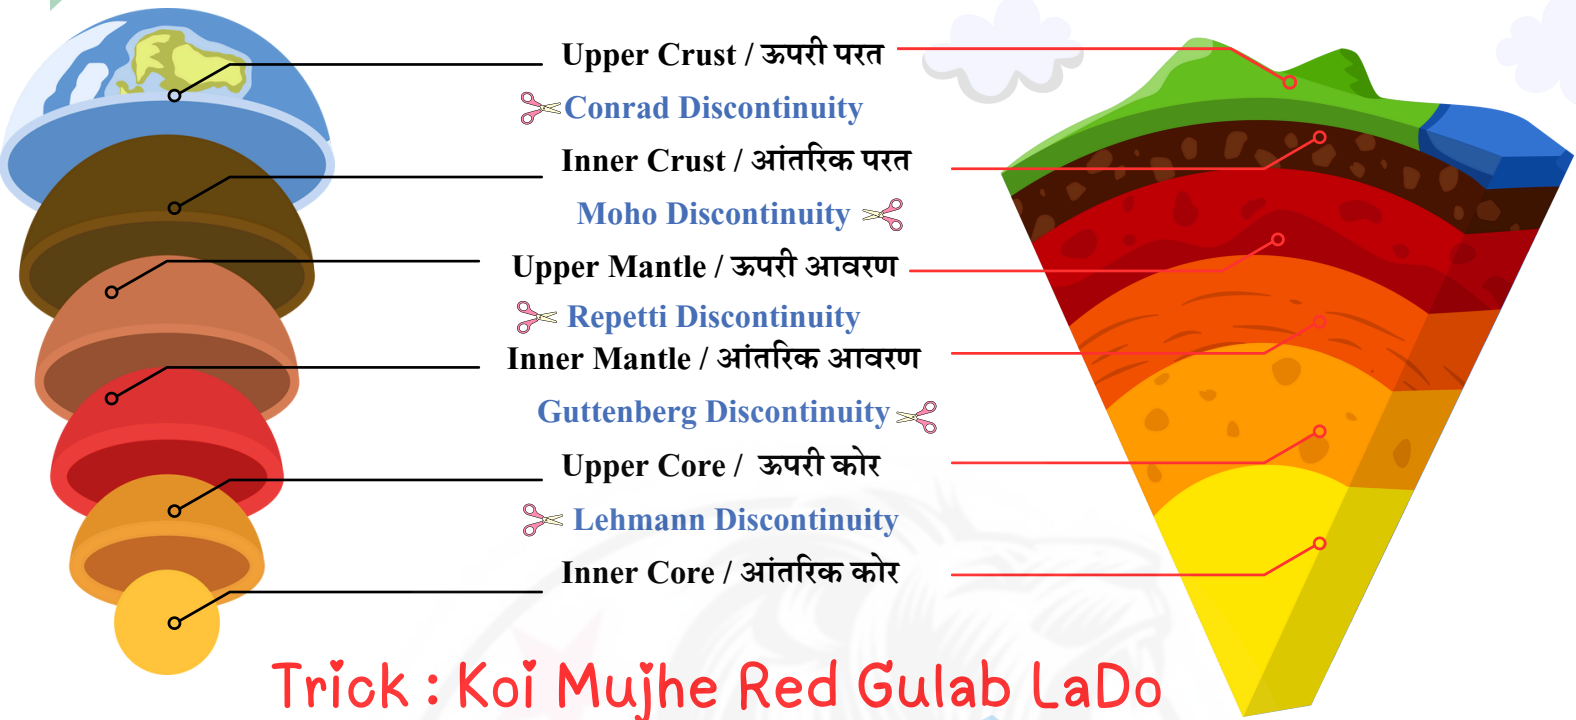 Upper Crust / ऊपरी परत
Conrad Discontinuity
Inner Crust / आंतरिक परत
Moho Discontinuity
Upper Mantle / ऊपरी आवरण
Repetti Discontinuity
Inner Mantle / आंतरिक आवरण
Guttenberg Discontinuity
Upper Core / ऊपरी कोर
Lehmann Discontinuity
Inner Core / आंतरिक कोर
Trick : Koi Mujhe Red Gulab LaDo